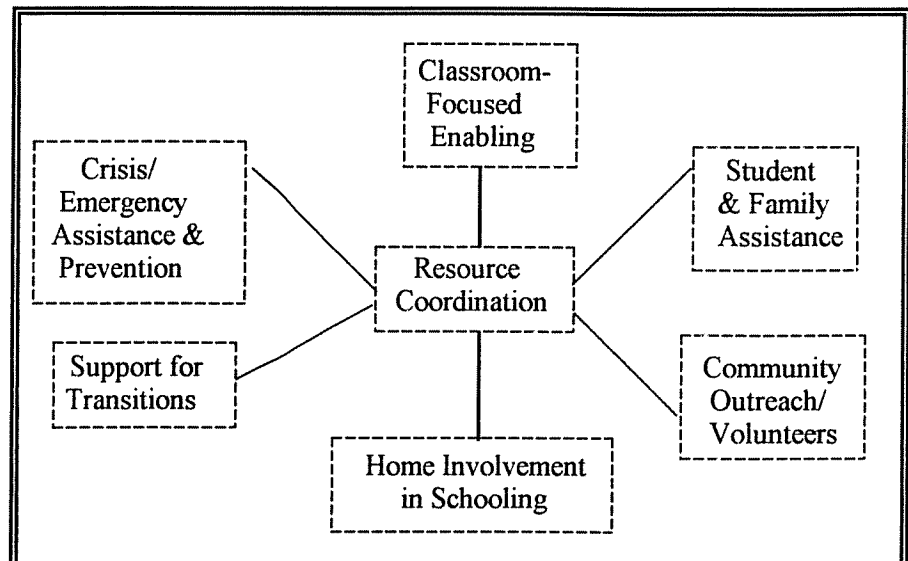 Classroom-
Focused
Enabling
Crisis/
Emergency
Assistance &
Prevention
Student
& Family
Assistance
Resource
Coordination
Support for
Transitions
Community
Outreach/
Volunteers
Home Involvement
in Schooling